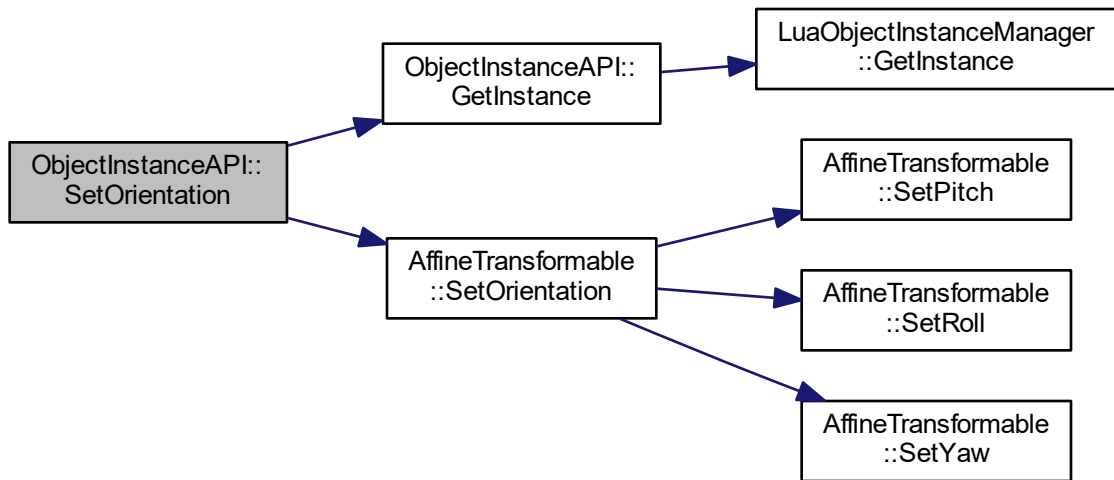 ObjectInstanceAPI::
SetOrientation
ObjectInstanceAPI::
GetInstance
LuaObjectInstanceManager
::GetInstance
AffineTransformable
::SetOrientation
AffineTransformable
::SetPitch
AffineTransformable
::SetRoll
AffineTransformable
::SetYaw